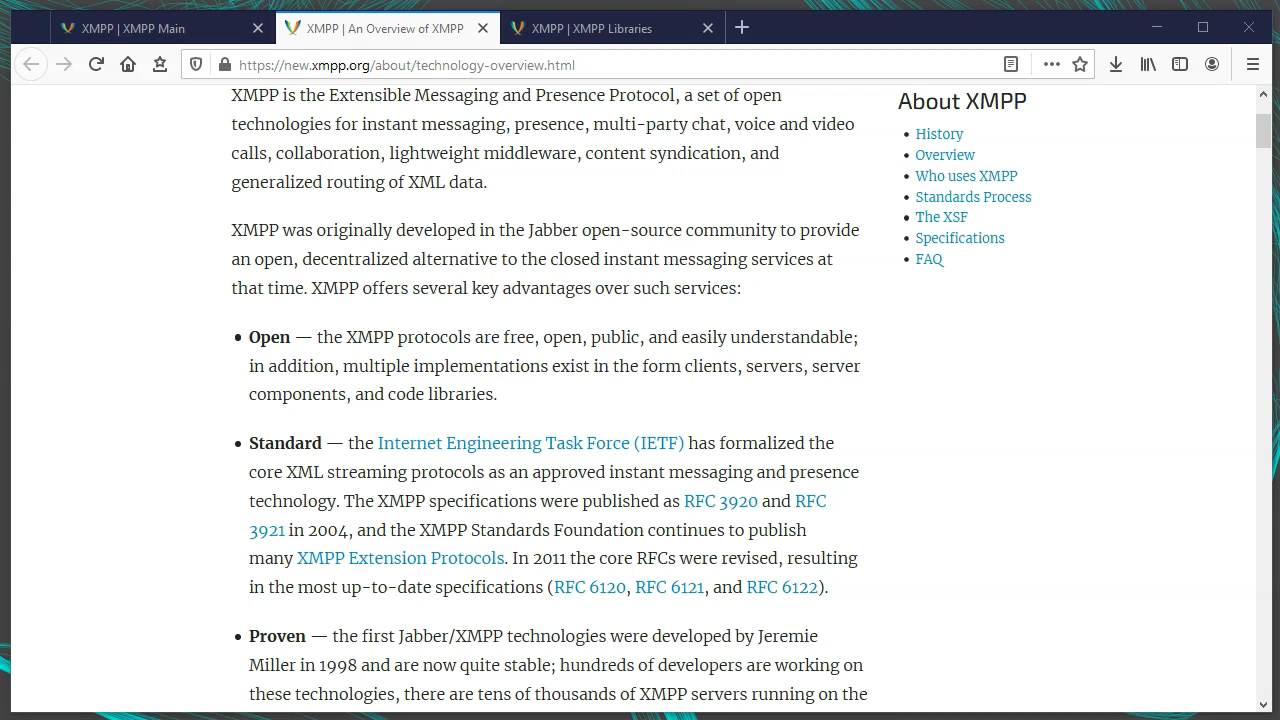 XMPP | XMPP Main
XMPP | An Overview of XMPP
XMPP | XMPP Libraries
https://new.xmpp.org/about/technology-overview.html
XMPP is the Extensible Messaging and Presence Protocol, a set of open
technologies for instant messaging, presence, multi-party chat, voice and video
calls, collaboration, lightweight middleware, content syndication, and
generalized routing of XML data.
XMPP was originally developed in the Jabber open-source community to provide
an open, decentralized alternative to the closed instant messaging services at
that time. XMPP offers several key advantages over such services:
• Open — the XMPP protocols are free, open, public, and easily understandable;
in addition, multiple implementations exist in the form clients, servers, server
components, and code libraries.
• Standard — the Internet Engineering Task Force (IETF) has formalized the
core XML streaming protocols as an approved instant messaging and presence
technology. The XMPP specifications were published as RFC 3920 and RFC
3921 in 2004, and the XMPP Standards Foundation continues to publish
many XMPP Extension Protocols. In 2011 the core RFCs were revised, resulting
in the most up-to-date specifications (RFC 6120, RFC 6121, and RFC 6122).
• Proven — the first Jabber/XMPP technologies were developed by Jeremie
Miller in 1998 and are now quite stable; hundreds of developers are working on
these technologies, there are tens of thousands of XMPP servers running on the
About XMPP
• History
• Overview
• Who uses XMPP
• Standards Process
• The XSF
• Specifications
• FAQ